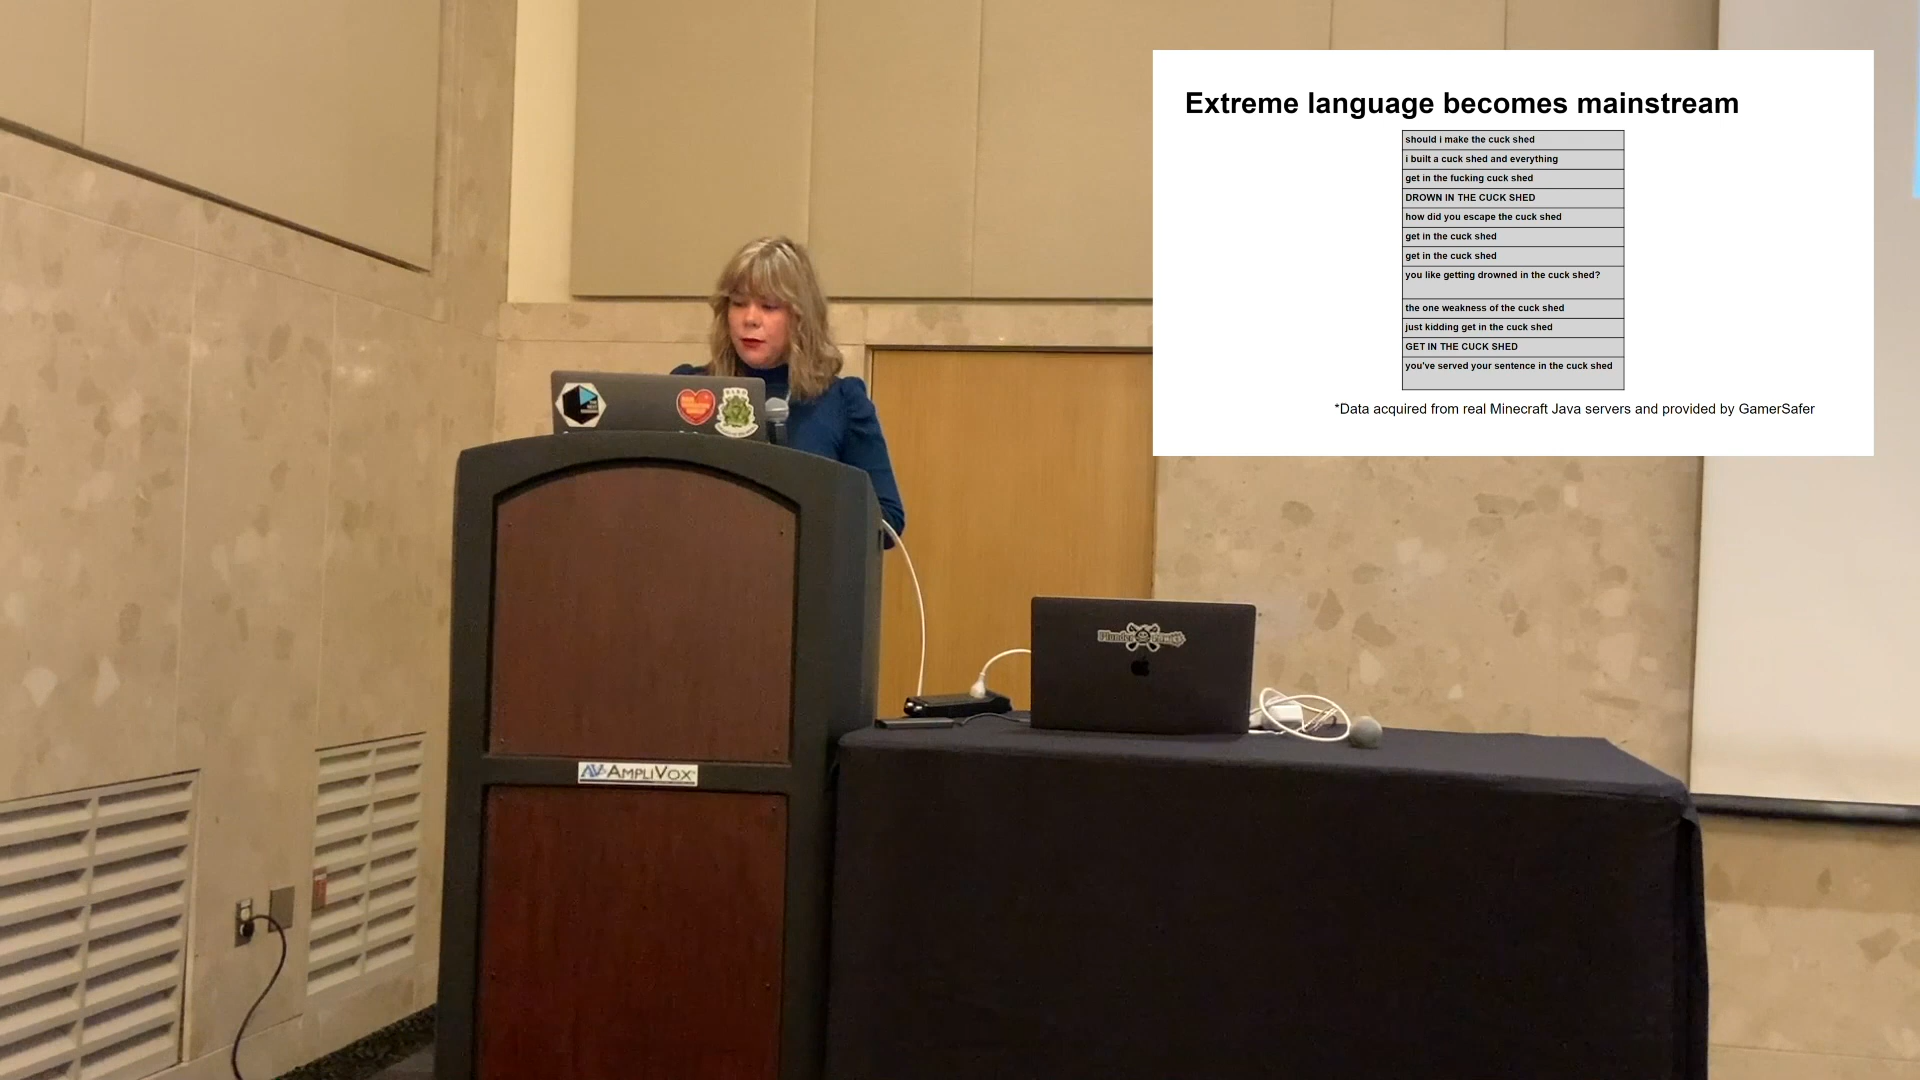 Extreme language becomes mainstream
should i make the cuck shed
i built a cuck shed and everything
get in the fucking cuck shed
DROWN IN THE CUCK SHED
how did you escape the cuck shed
get in the cuck shed
get in the cuck shed
you like getting drowned in the cuck shed?
the one weakness of the cuck shed
just kidding get in the cuck shed
GET IN THE CUCK SHED
you've served your sentence in the cuck shed
*Data acquired from real Minecraft Java servers and provided by GamerSafer
Plunder
AMPLIVOX